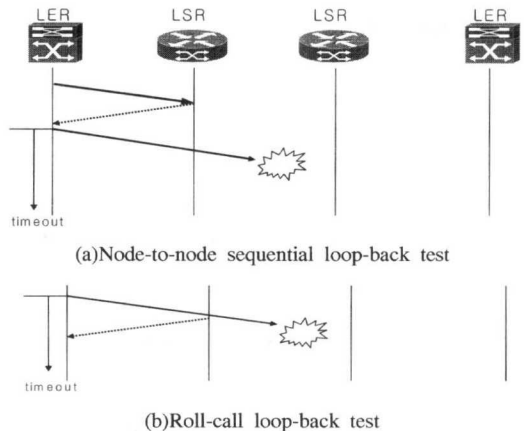 LER LSR LSR LER
timeout
(a)Node-to-node sequential loop-back test
timeout
(b)Roll-call loop-back test